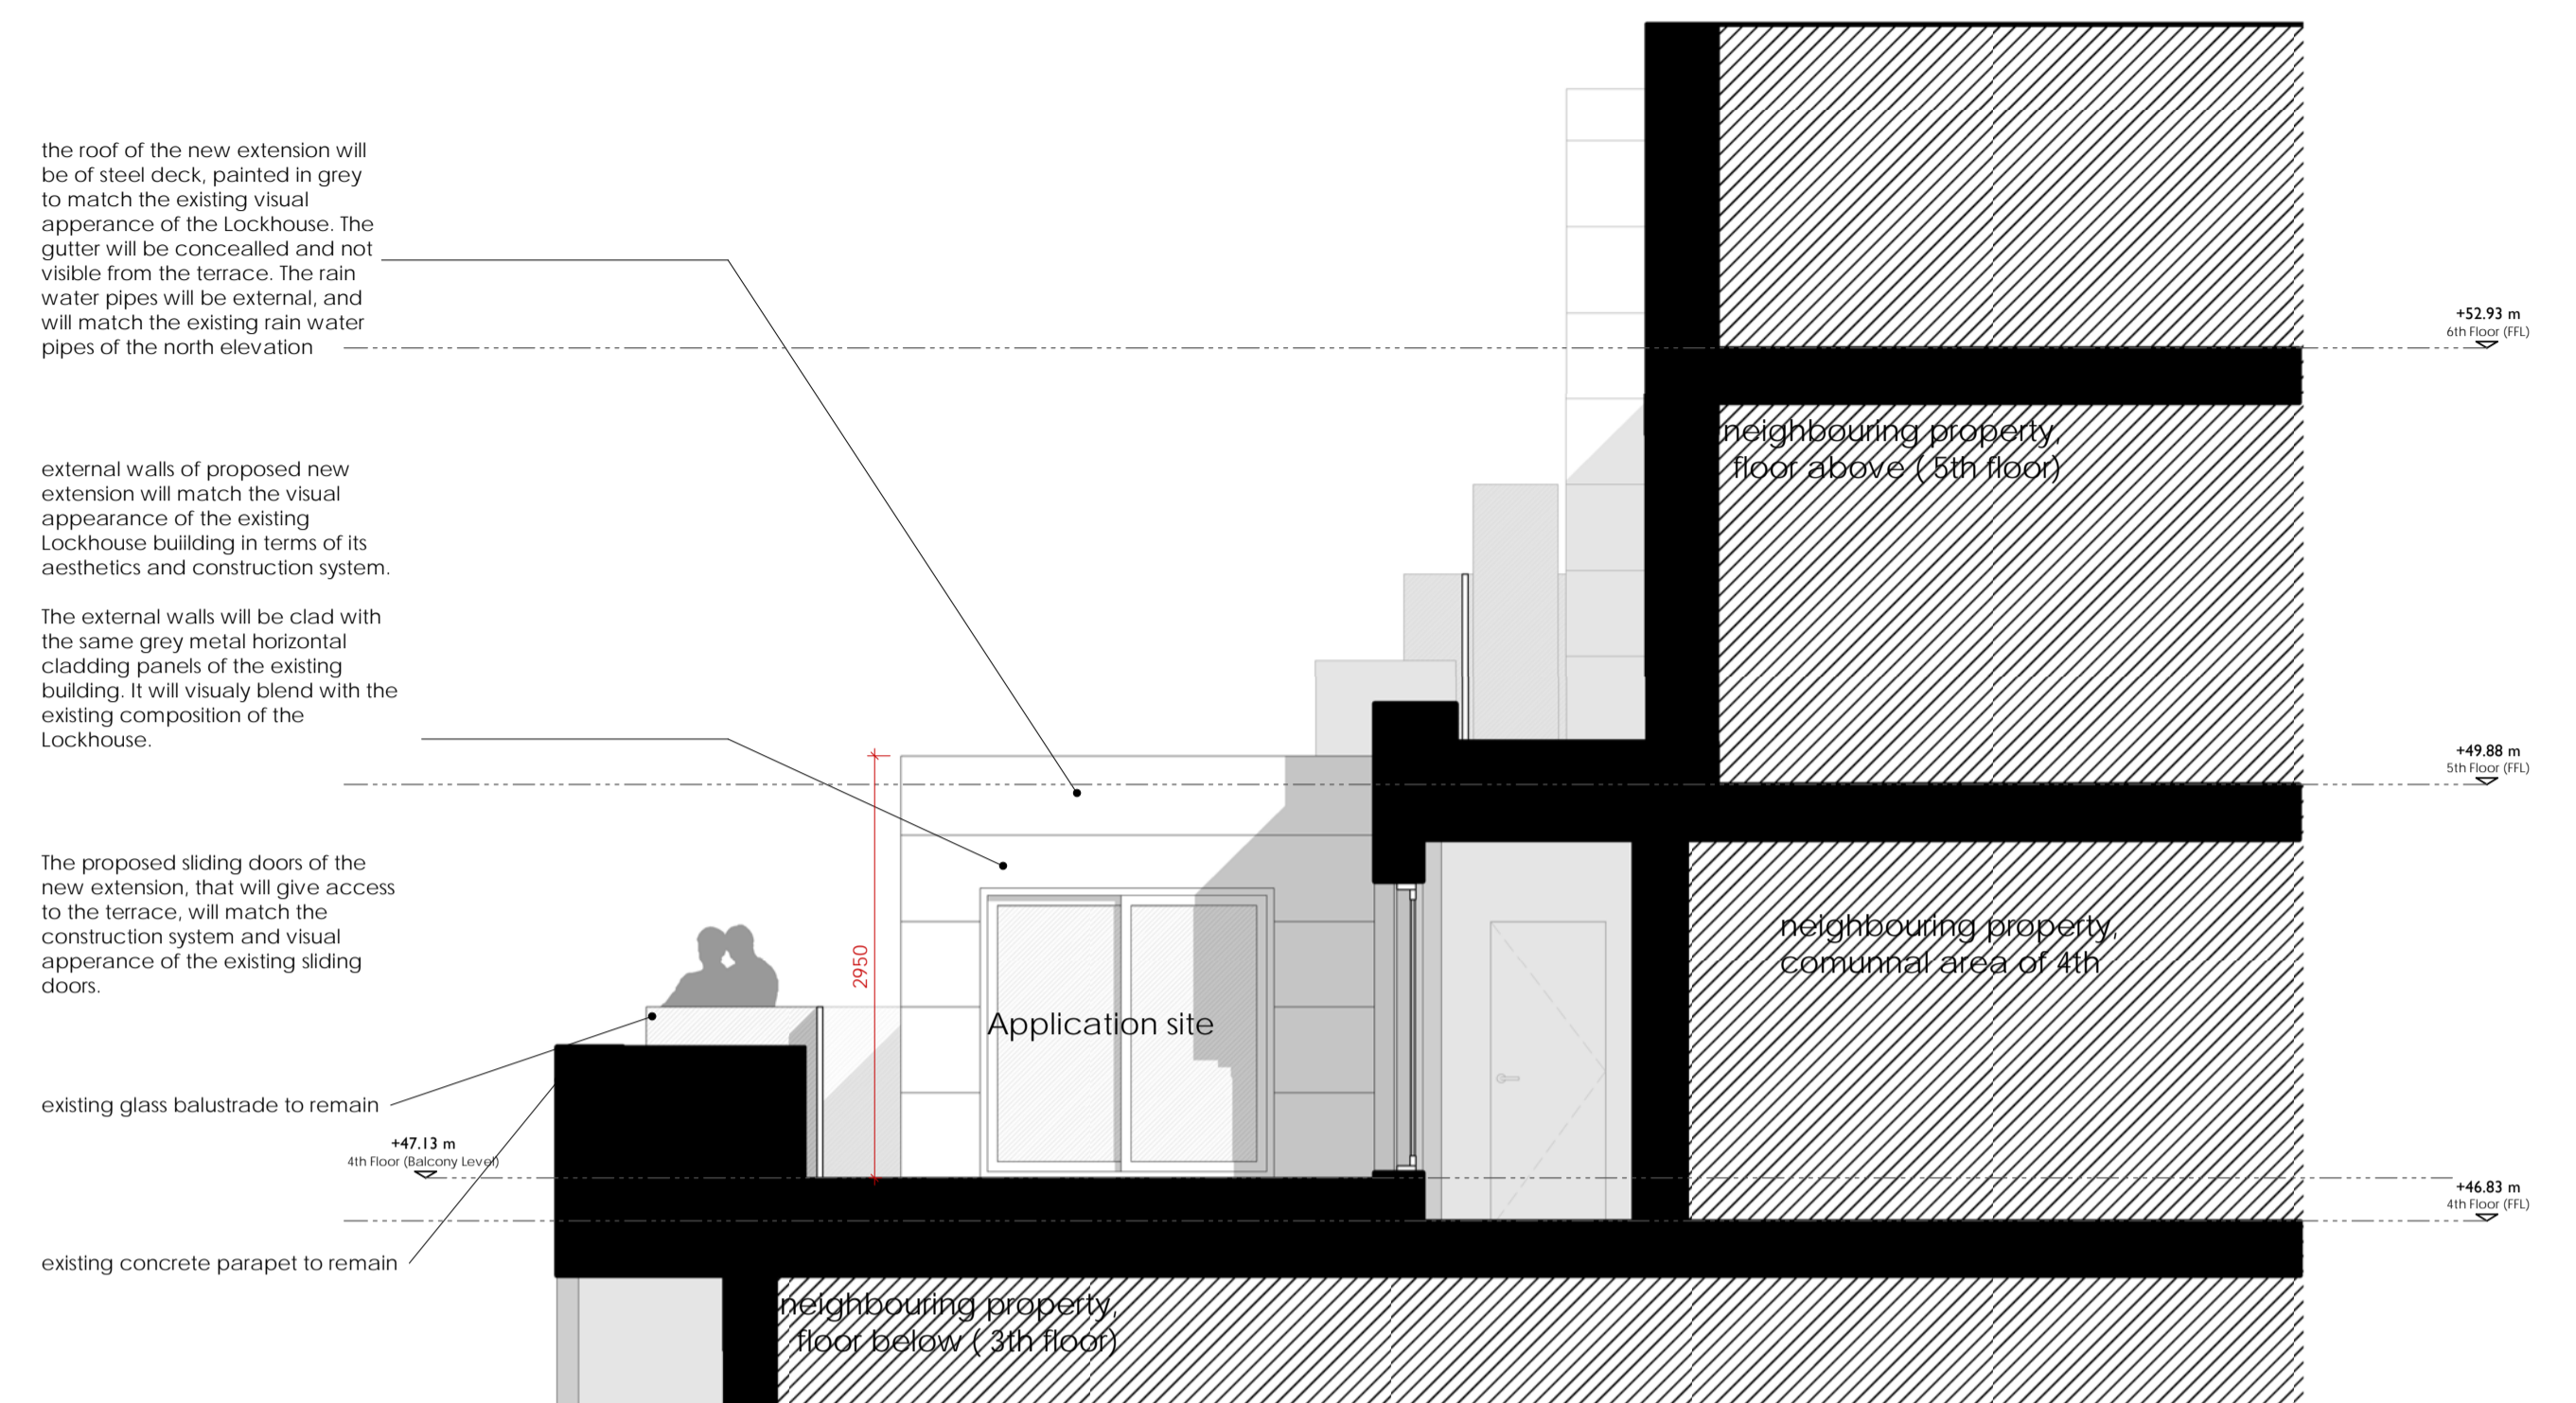 the roof of the new extension will
be of steel deck, painted in grey
to match the existing visual
apperance of the Lockhouse. The
gutter will be concealled and not
visible from the terrace. The rain
water pipes will be external, and
will match the existing rain water
pipes of the north elevation
+52.93 m
6th Floor (FFL)
neighbouring property,
floor above ( 5th floor)
external walls of proposed new
extension will match the visual
appearance of the existing
Lockhouse buiilding in terms of its
aesthetics and construction system.
The external walls will be clad with
the same grey metal horizontal
cladding panels of the existing
building. It will visualy blend with the
existing composition of the
Lockhouse.
+49.88 m
5th Floor (FFL)
The proposed sliding doors of the
new extension, that will give access
to the terrace, will match the
construction system and visual
apperance of the existing sliding
doors.
2950
neighbouring property,
comunnal area of 4th
Application site
existing glass balustrade to remain
+47.13 m
4th Floor (Balcony Level)
+46.83 m
4th Floor (FFL)
existing concrete parapet to remain
neighbouring property,
floor below ( 3th floor)